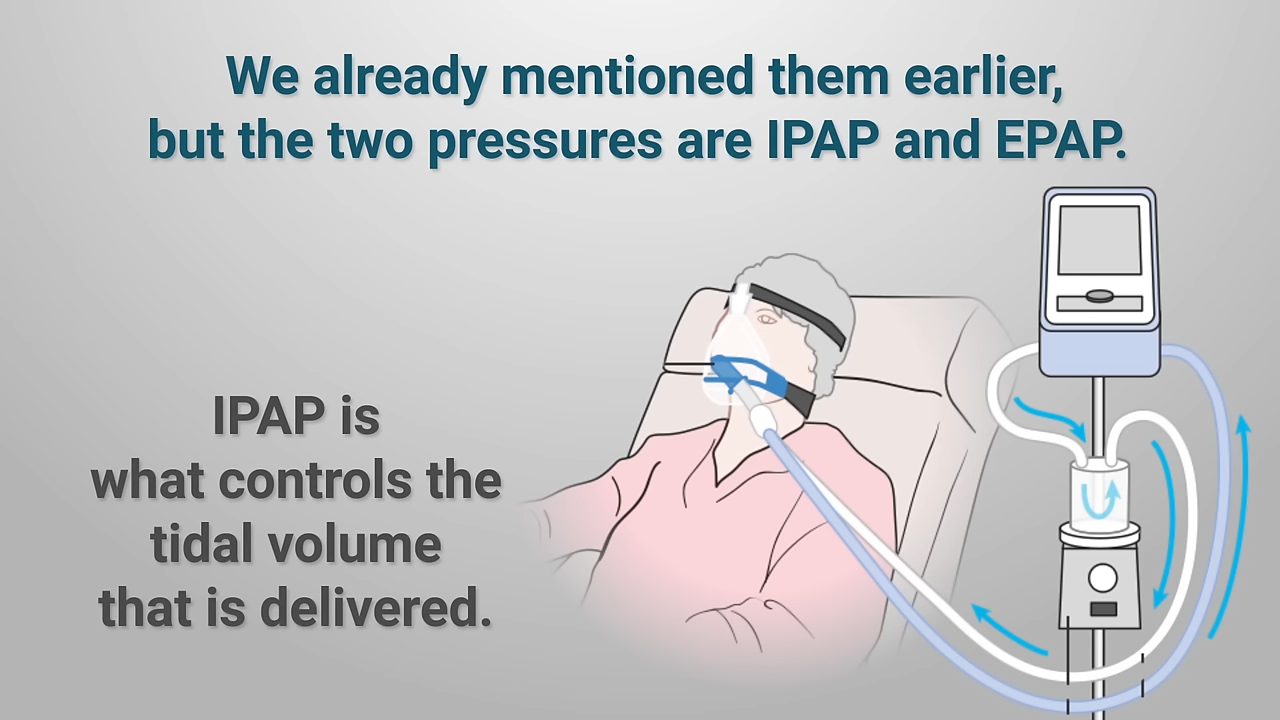 We already mentioned them earlier,
but the two pressures are IPAP and EPAP.
IPAP is
what controls the
tidal volume
that is delivered.